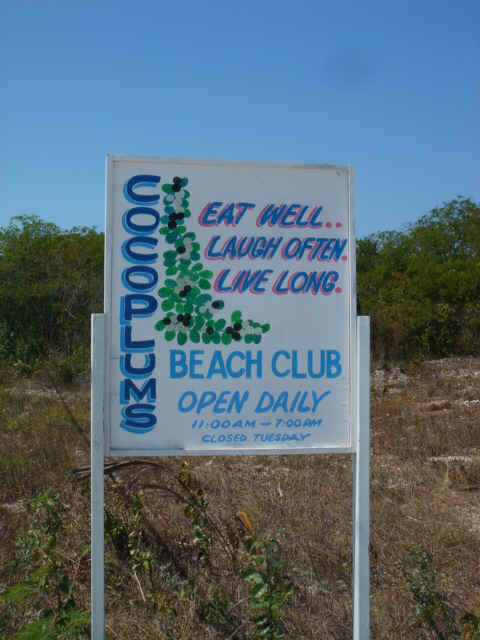 COCOPLUMS
EAT WELL..
LAUGH OFTEN.
LIVE LONG.
BEACH CLUB
OPEN DAILY
11:00AM - 7:00PM
CLOSED TUESDAY